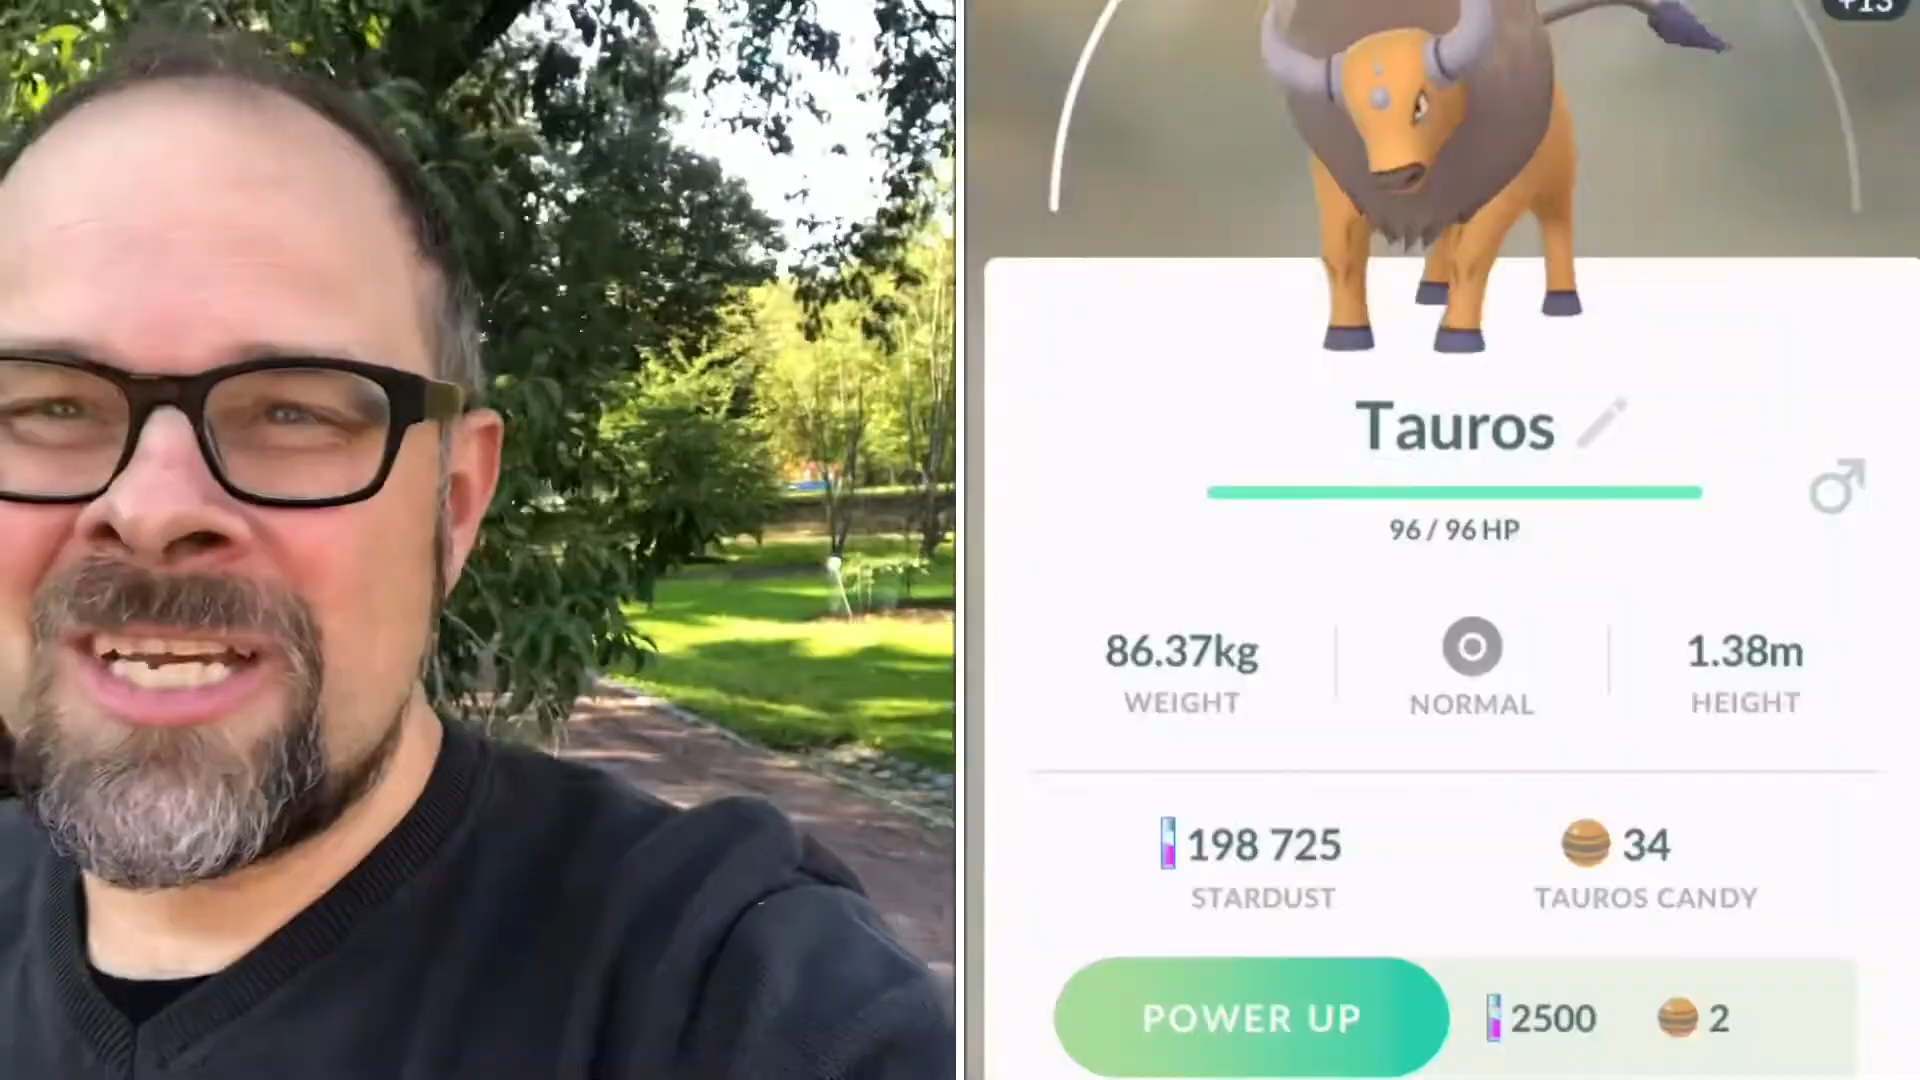 +13
Tauros
96 / 96 HP
86.37kg
WEIGHT
NORMAL
1.38m
HEIGHT
198 725
STARDUST
34
TAUROS CANDY
POWER UP
2500
2